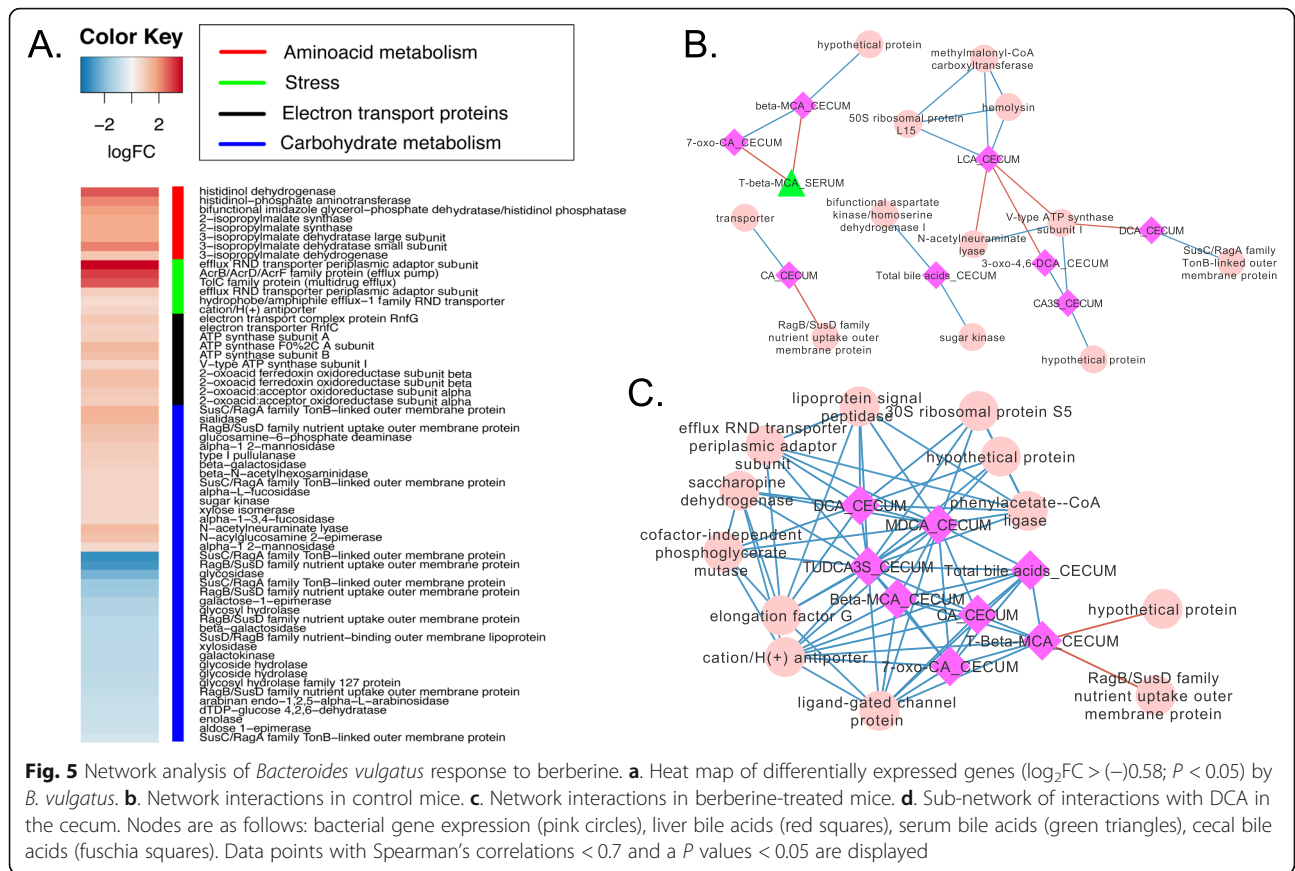 A.
Color Key
−2 2
logFC
Aminoacid metabolism
Stress
Electron transport proteins
Carbohydrate metabolism
histidinol dehydrogenase
histidinol−phosphate aminotransferase
bifunctional imidazole glycerol−phosphate dehydratase/histidinol phosphatase
2−isopropylmalate synthase
2−isopropylmalate synthase
3−isopropylmalate dehydratase large subunit
3−isopropylmalate dehydratase small subunit
3−isopropylmalate dehydrogenase
efflux RND transporter periplasmic adaptor subunit
AcrB/AcrD/AcrF family protein (efflux pump)
TolC family protein (multidrug efflux)
efflux RND transporter periplasmic adaptor subunit
hydrophobe/amphiphile efflux−1 family RND transporter
cation/H(+) antiporter
electron transport complex protein RnfG
electron transporter RnfC
ATP synthase subunit A
ATP synthase F0%2C A subunit
ATP synthase subunit B
V−type ATP synthase subunit I
2−oxoacid ferredoxin oxidoreductase subunit beta
2−oxoacid ferredoxin oxidoreductase subunit beta
2−oxoacid:acceptor oxidoreductase subunit alpha
2−oxoacid:acceptor oxidoreductase subunit alpha
SusC/RagA family TonB−linked outer membrane protein
sialidase
RagB/SusD family nutrient uptake outer membrane protein
glucosamine−6−phosphate deaminase
alpha−1 2−mannosidase
type I pullulanase
beta−galactosidase
beta−N−acetylhexosaminidase
SusC/RagA family TonB−linked outer membrane protein
alpha−L−fucosidase
sugar kinase
xylose isomerase
alpha−1−3,4−fucosidase
N−acetylneuraminate lyase
N−acylglucosamine 2−epimerase
alpha−1 2−mannosidase
SusC/RagA family TonB−linked outer membrane protein
RagB/SusD family nutrient uptake outer membrane protein
glycosidase
SusC/RagA family TonB−linked outer membrane protein
RagB/SusD family nutrient uptake outer membrane protein
galactose−1−epimerase
glycosyl hydrolase
RagB/SusD family nutrient uptake outer membrane protein
beta−galactosidase
SusD/RagB family nutrient−binding outer membrane lipoprotein
xylosidase
galactokinase
glycoside hydrolase
glycoside hydrolase
glycosyl hydrolase family 127 protein
RagB/SusD family nutrient uptake outer membrane protein
arabinan endo−1,2,5−alpha−L−arabinosidase
dTDP−glucose 4,2,6−dehydratase
enolase
aldose 1−epimerase
SusC/RagA family TonB−linked outer membrane protein
B.
hypothetical protein
beta-MCA_CECUM
7-oxo-CA_CECUM
T-beta-MCA_SERUM
methylmalonyl-CoA
carboxyltransferase
hemolysin
50S ribosomal protein
L15
LCA_CECUM
transporter
CA_CECUM
RagB/SusD family
nutrient uptake outer
membrane protein
bifunctional aspartate
kinase/homoserine
dehydrogenase I
Total bile acids_CECUM
sugar kinase
N-acetylneuraminate
lyase
V-type ATP synthase
subunit I
3-oxo-4,6-DCA_CECUM
CA3S_CECUM
hypothetical protein
DCA_CECUM
SusC/RagA family
TonB-linked outer
membrane protein
C.
lipoprotein signal
peptidase
30S ribosomal protein S5
efflux RND transporter
periplasmic adaptor
subunit
hypothetical protein
saccharopine
dehydrogenase
DCA_CECUM
phenylacetate--CoA
ligase
MDCA_CECUM
cofactor-independent
phosphoglycerate
mutase
TUDCA3S_CECUM
Total bile acids_CECUM
Beta-MCA_CECUM
elongation factor G
CA_CECUM
hypothetical protein
T-Beta-MCA_CECUM
cation/H(+) antiporter
7-oxo-CA_CECUM
ligand-gated channel
protein
RagB/SusD family
nutrient uptake outer
membrane protein
Fig. 5 Network analysis of Bacteroides vulgatus response to berberine. a. Heat map of differentially expressed genes (log2FC > (−)0.58; P < 0.05) by
B. vulgatus. b. Network interactions in control mice. c. Network interactions in berberine-treated mice. d. Sub-network of interactions with DCA in
the cecum. Nodes are as follows: bacterial gene expression (pink circles), liver bile acids (red squares), serum bile acids (green triangles), cecal bile
acids (fuschia squares). Data points with Spearman's correlations < 0.7 and a P values < 0.05 are displayed